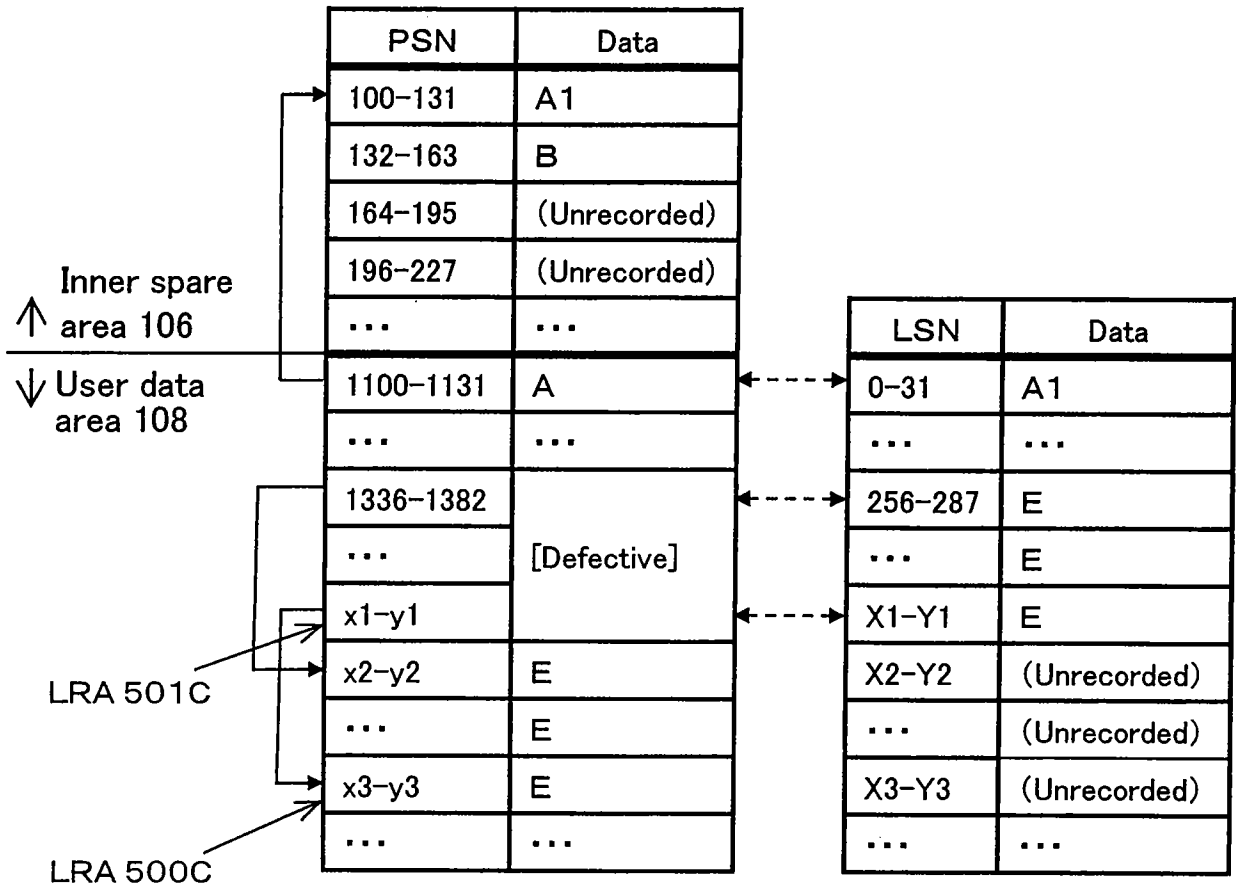 PSN Data
100-131 A1
132-163 B
164-195 (Unrecorded)
196-227 (Unrecorded)
... ...
Inner spare
area 106
User data
area 108
1100-1131 A
... ...
1336-1382
... [Defective]
x1-y1
x2-y2 E
... E
x3-y3 E
... ...
LRA 501C
LRA 500C
LSN Data
0-31 A1
... ...
256-287 E
... E
X1-Y1 E
X2-Y2 (Unrecorded)
... (Unrecorded)
X3-Y3 (Unrecorded)
... ...